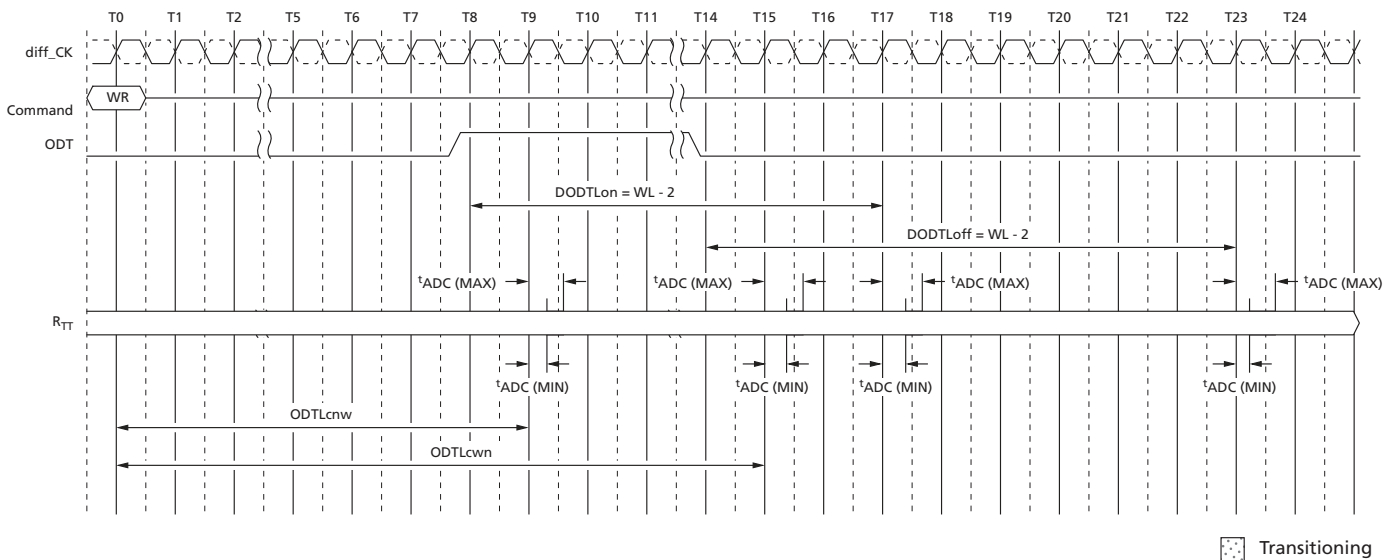 T0 T1 T2 T5 T6 T7 T8 T9 T10 T11 T14 T15 T16 T17 T18 T19 T20 T21 T22 T23 T24
diff_CK
Command WR
ODT
DODTLon = WL - 2
DODTLoff = WL - 2
tADC (MAX) tADC (MAX) tADC (MAX) tADC (MAX)
RTT
tADC (MIN) tADC (MIN) tADC (MIN) tADC (MIN)
ODTLcnw
ODTLcwn
Transitioning